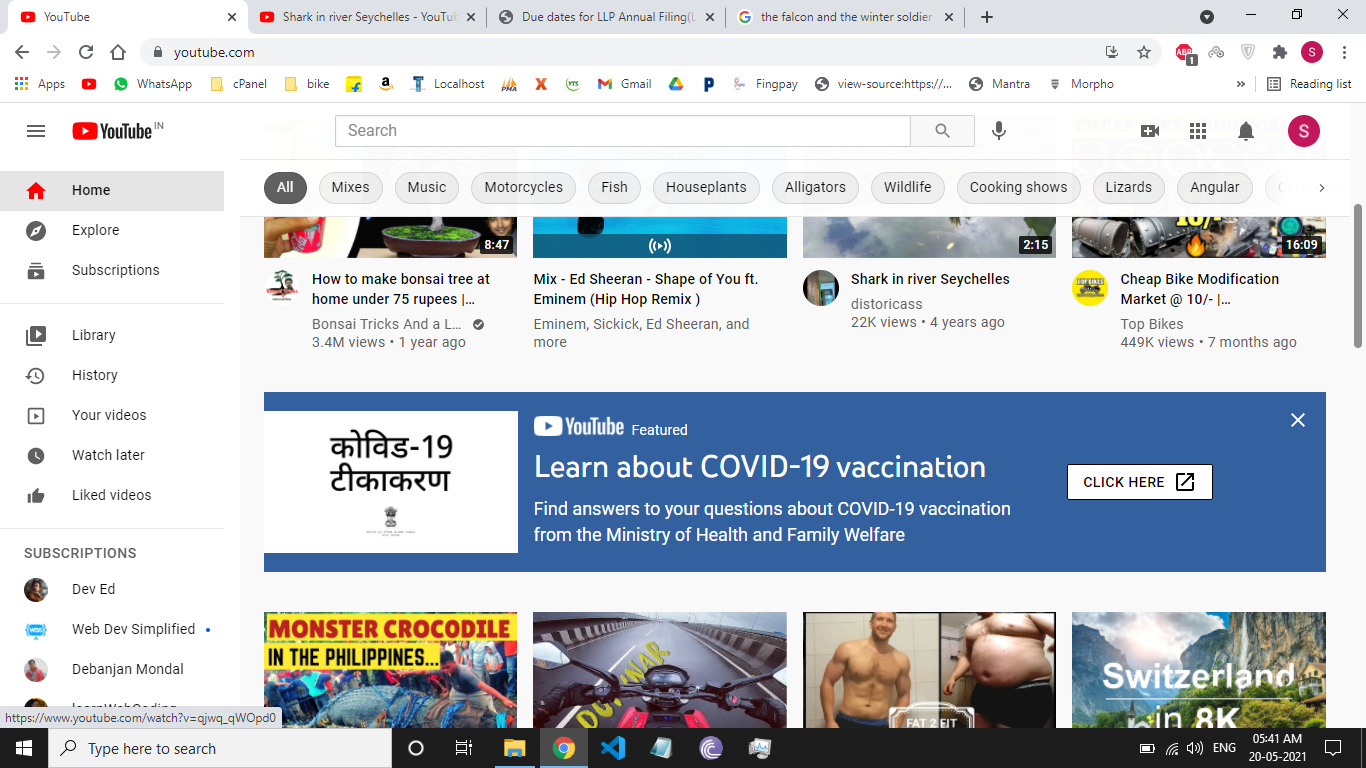 YouTube
Shark in river Seychelles - YouTub
Due dates for LLP Annual Filing(L
the falcon and the winter soldier
youtube.com
ABP
1
S
Apps
WhatsApp
cPanel
bike
Localhost
PMA
X
YTS
Gmail
P
Fingpay
view-source:https://...
Mantra
Morpho
»
Reading list
YouTube IN
Search
S
All
Mixes
Music
Motorcycles
Fish
Houseplants
Alligators
Wildlife
Cooking shows
Lizards
Angular
Home
Explore
Subscriptions
Library
History
Your videos
Watch later
Liked videos
SUBSCRIPTIONS
Dev Ed
Web Dev Simplified
Debanjan Mondal
8:47
2:15
16:09
How to make bonsai tree at
home under 75 rupees |...
Bonsai Tricks And a L...
3.4M views • 1 year ago
Mix - Ed Sheeran - Shape of You ft.
Eminem (Hip Hop Remix )
Eminem, Sickick, Ed Sheeran, and
more
Shark in river Seychelles
distoricass
22K views • 4 years ago
Cheap Bike Modification
Market @ 10/- |...
Top Bikes
449K views • 7 months ago
कोविड-19
टीकाकरण
YouTube Featured
Learn about COVID-19 vaccination
Find answers to your questions about COVID-19 vaccination
from the Ministry of Health and Family Welfare
CLICK HERE
MONSTER CROCODILE
IN THE PHILIPPINES...
FAT 2 FIT
Switzerland
in 8K
https://www.youtube.com/watch?v=qjwq_qWOpd0
Type here to search
ENG
05:41 AM
20-05-2021